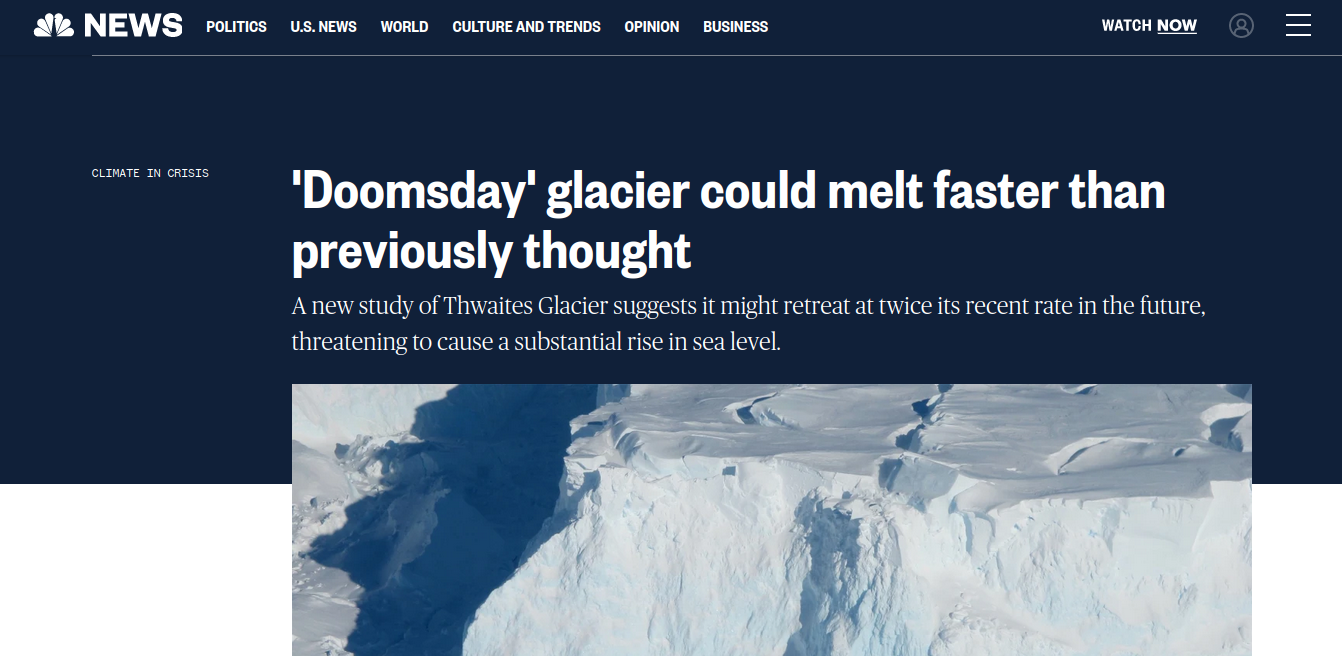 NEWS POLITICS U.S. NEWS WORLD CULTURE AND TRENDS OPINION BUSINESS WATCH NOW
CLIMATE IN CRISIS
'Doomsday' glacier could melt faster than
previously thought
A new study of Thwaites Glacier suggests it might retreat at twice its recent rate in the future,
threatening to cause a substantial rise in sea level.